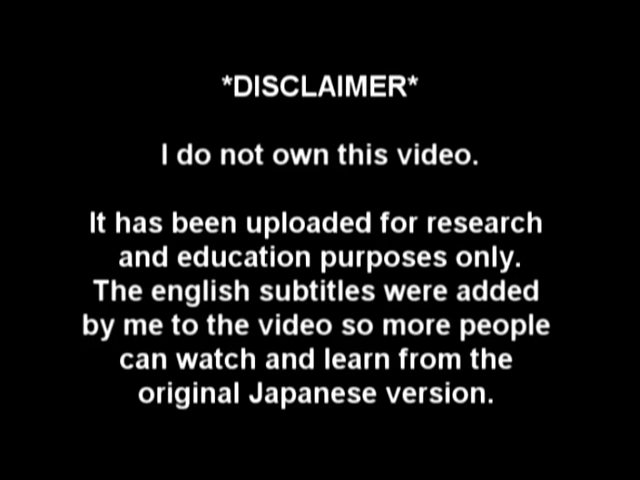 *DISCLAIMER*
I do not own this video.
It has been uploaded for research
and education purposes only.
The english subtitles were added
by me to the video so more people
can watch and learn from the
original Japanese version.